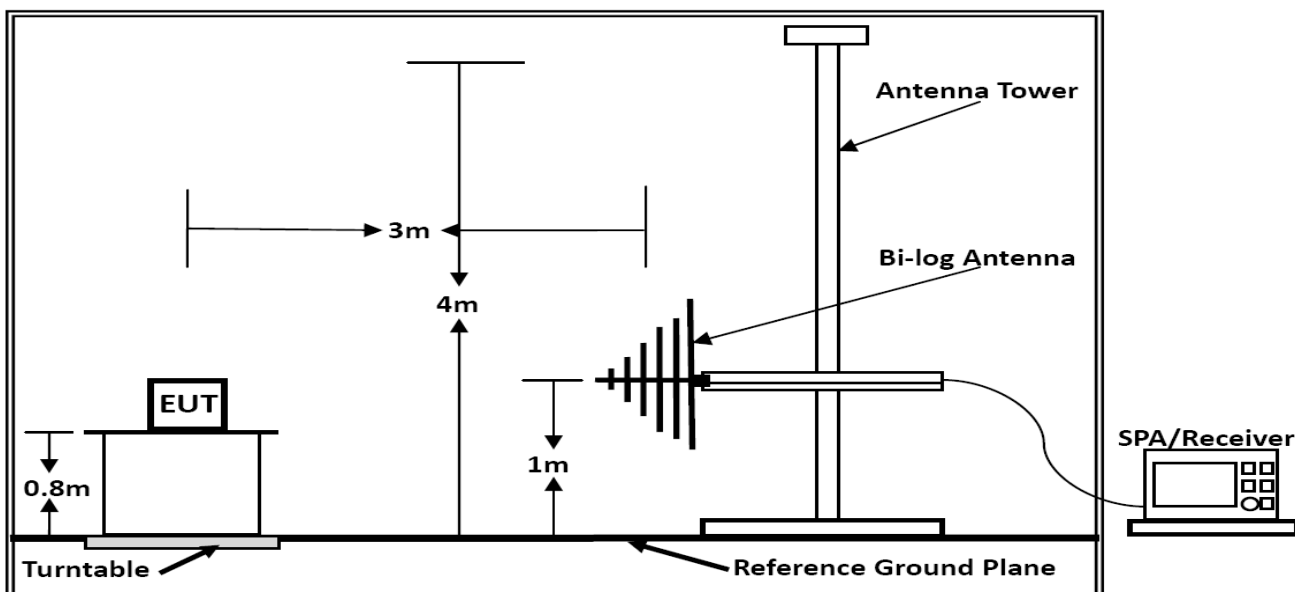 Antenna Tower
3m
Bi-log Antenna
4m
EUT
SPA/Receiver
1m
0.8m
Turntable
Reference Ground Plane